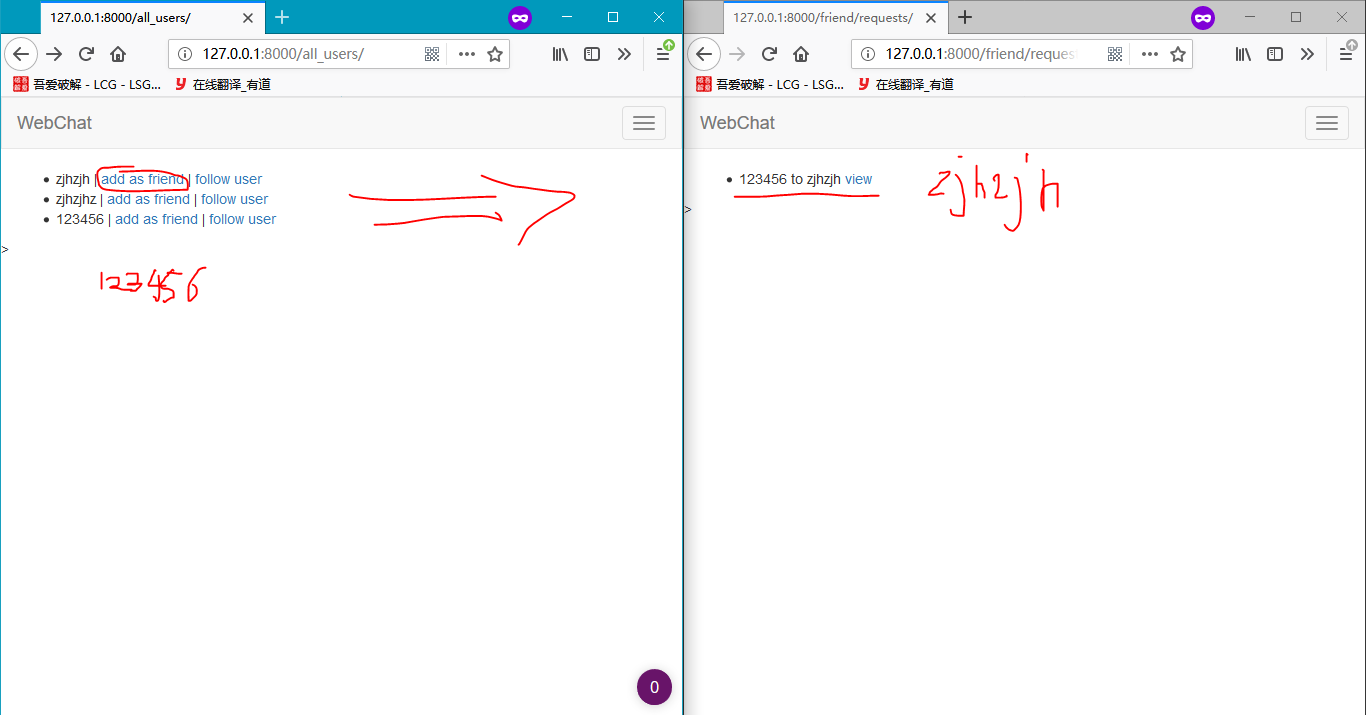 127.0.0.1:8000/all_users/
127.0.0.1:8000/all_users/
吾爱破解 - LCG - LSG...
在线翻译_有道
WebChat
zjhzjh | add as friend | follow user
zjhzjhz | add as friend | follow user
123456 | add as friend | follow user
>
123456
0
127.0.0.1:8000/friend/requests/
127.0.0.1:8000/friend/reques
吾爱破解 - LCG - LSG...
在线翻译_有道
WebChat
123456 to zjhzjh view
zjhzjh
>